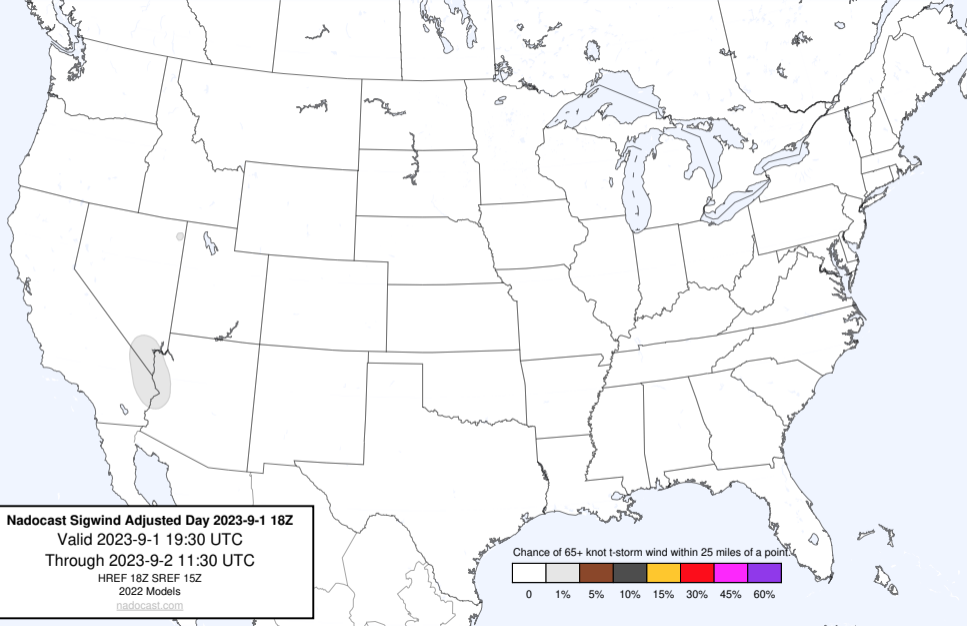 Nadocast Sigwind Adjusted Day 2023-9-1 18Z
Valid 2023-9-1 19:30 UTC
Through 2023-9-2 11:30 UTC
HREF 18Z SREF 15Z
2022 Models
nadocast.com
Chance of 65+ knot t-storm wind within 25 miles of a point.
0 1% 5% 10% 15% 30% 45% 60%